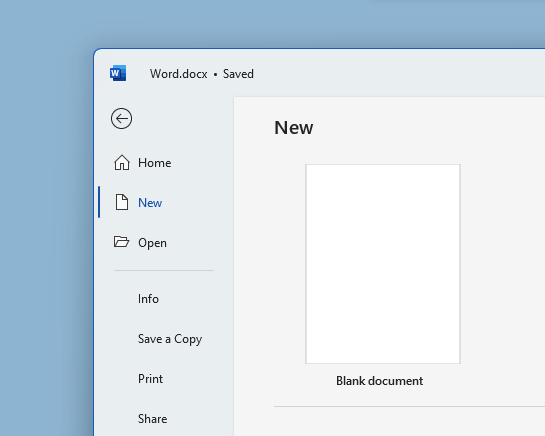 W Word.docx • Saved
New
Home
New
Open
Info
Save a Copy
Print
Share
Blank document